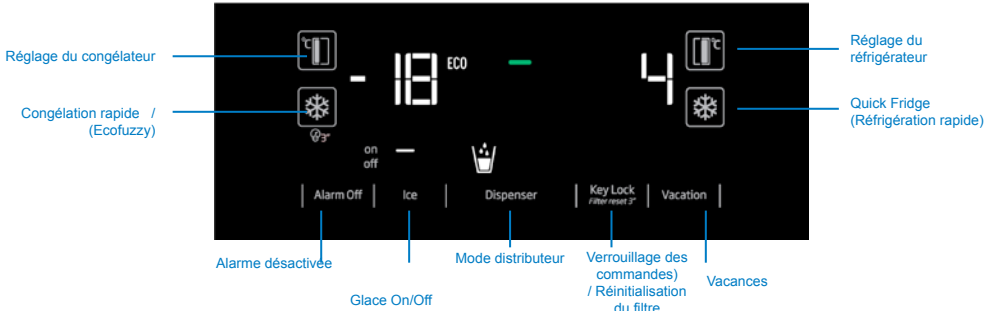 Réglage du congélateur
Congélation rapide /
(Ecofuzzy)
°C
- 18
ECO
3"
on
off
4
°C
Réglage du
réfrigérateur
Quick Fridge
(Réfrigération rapide)
Alarm Off
Ice
Dispenser
Key Lock
Filter reset 3"
Vacation
Alarme désactivée
Glace On/Off
Mode distributeur
Verrouillage des
commandes)
/ Réinitialisation
du filtre
Vacances